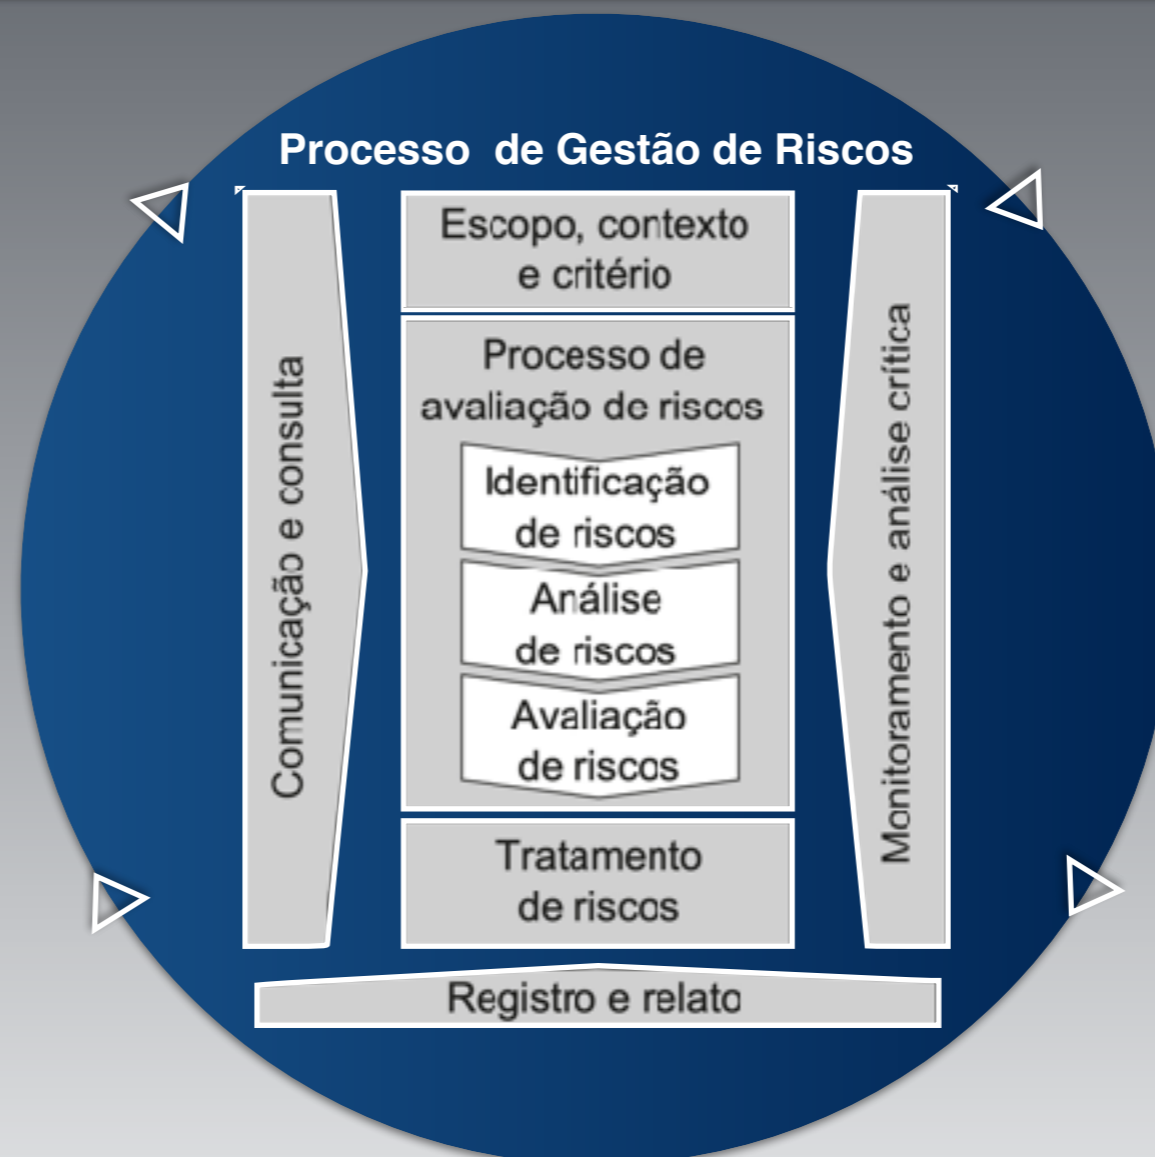 Processo de Gestão de Riscos
Escopo, contexto
e critério
Processo de
avaliação de riscos
Identificação
de riscos
Análise
de riscos
Avaliação
de riscos
Tratamento
de riscos
Comunicação e consulta
Monitoramento e análise crítica
Registro e relato